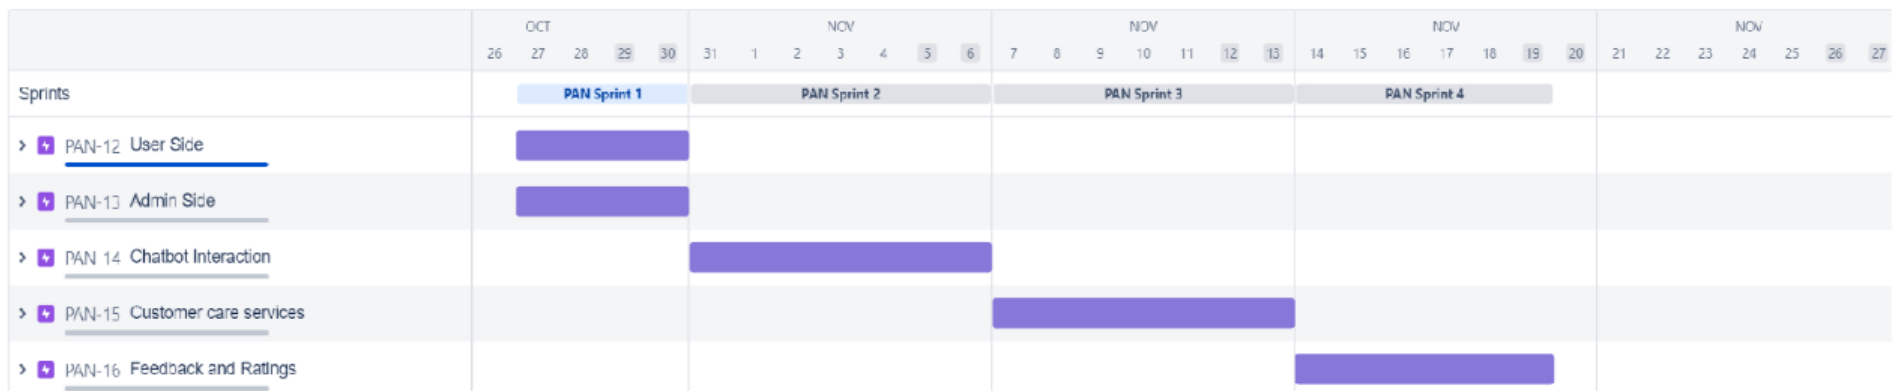 OCT NOV NOV NOV NOV
26 27 28 29 30 31 1 2 3 4 5 6 7 8 9 10 11 12 13 14 15 16 17 18 19 20 21 22 23 24 25 26 27
Sprints PAN Sprint 1 PAN Sprint 2 PAN Sprint 3 PAN Sprint 4
PAN-12 User Side
PAN-13 Admin Side
PAN-14 Chatbot Interaction
PAN-15 Customer care services
PAN-16 Feedback and Ratings